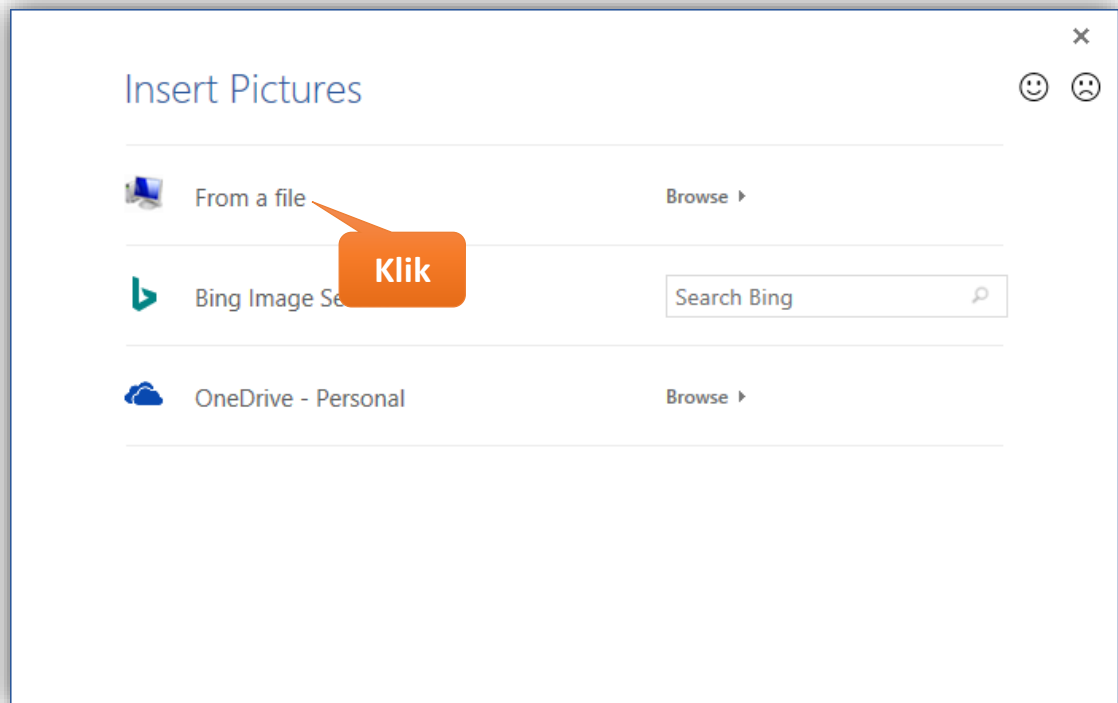 Insert Pictures
From a file
Browse
Klik
Bing Image Se
Search Bing
OneDrive - Personal
Browse